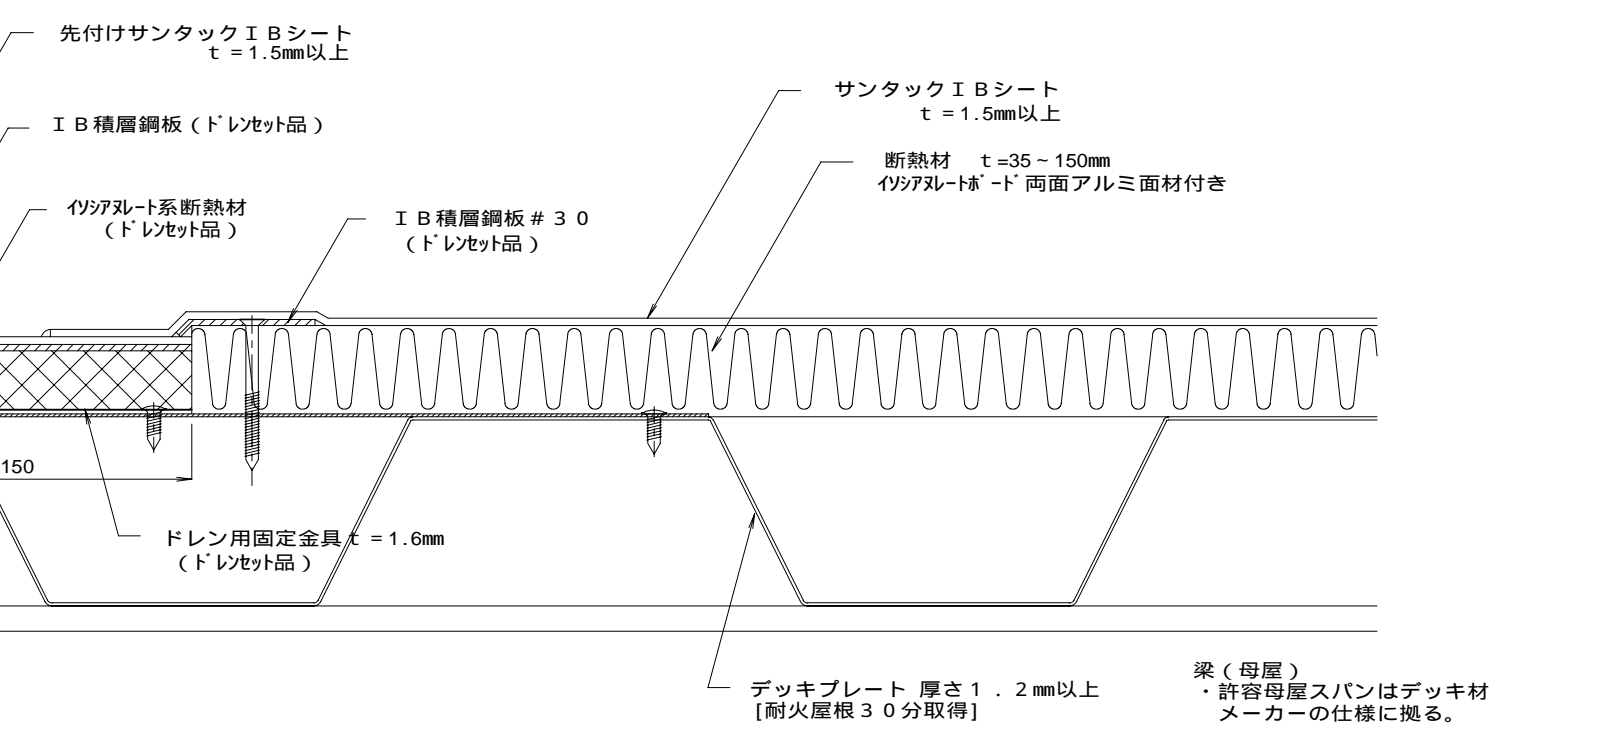 先付けサンタックＩＢシート
ｔ＝1.5mm以上
ＩＢ積層鋼板（ﾄﾞﾚﾝｾｯﾄ品）
ｲｿｼｱﾇﾚｰﾄ系断熱材
（ﾄﾞﾚﾝｾｯﾄ品）
ＩＢ積層鋼板＃３０
（ﾄﾞﾚﾝｾｯﾄ品）
サンタックＩＢシート
ｔ＝1.5mm以上
断熱材　ｔ=35～150mm
ｲｿｼｱﾇﾚｰﾄﾎﾞｰﾄﾞ両面アルミ面材付き
150
ドレン用固定金具ｔ＝1.6mm
（ﾄﾞﾚﾝｾｯﾄ品）
デッキプレート 厚さ１．２mm以上
[耐火屋根３０分取得]
梁（母屋）
・許容母屋スパンはデッキ材
メーカーの仕様に拠る。